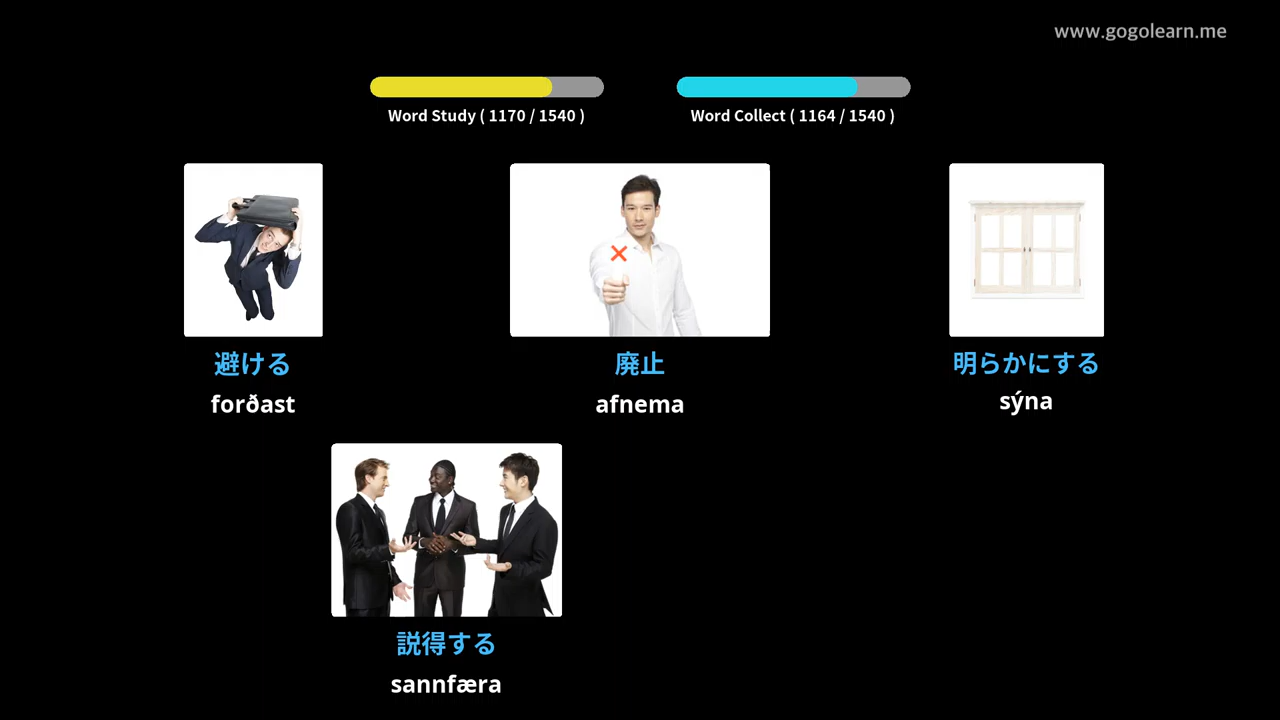 www.gogolearn.me
Word Study ( 1170 / 1540 )
Word Collect ( 1164 / 1540 )
避ける
forðast
廃止
afnema
明らかにする
sýna
説得する
sannfæra